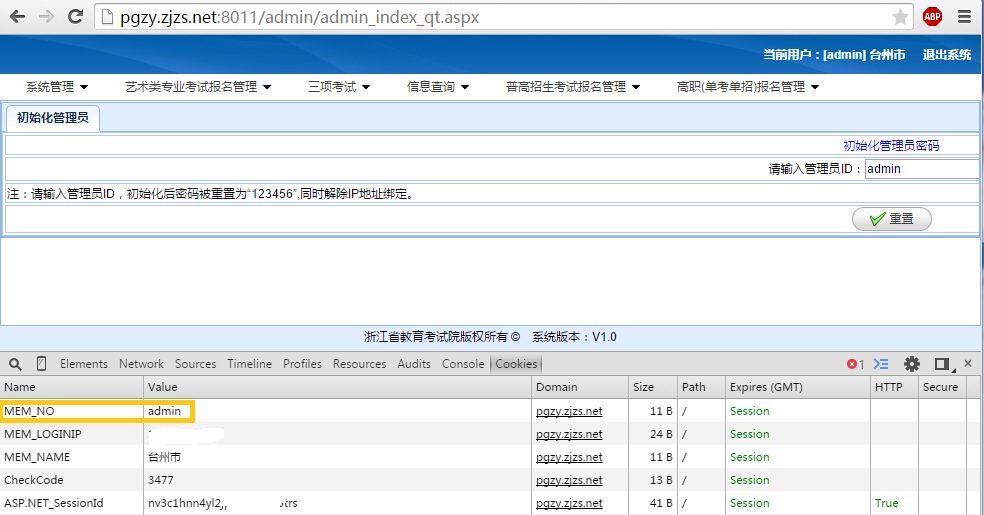 pgzy.zjzs.net:8011/admin/admin_index_qt.aspx ABP
当前用户：[admin] 台州市 退出系统
系统管理 艺术类专业考试报名管理 三项考试 信息查询 普高招生考试报名管理 高职(单考单招)报名管理
初始化管理员
初始化管理员密码
请输入管理员ID： admin
注：请输入管理员ID，初始化后密码被重置为“123456”,同时解除IP地址绑定。
重置
浙江省教育考试院版权所有 © 系统版本：V1.0
Elements Network Sources Timeline Profiles Resources Audits Console Cookies 1
Name Value Domain Size Path Expires (GMT) HTTP Secure
MEM_NO admin pgzy.zjzs.net 11 B / Session
MEM_LOGINIP pgzy.zjzs.net 24 B / Session
MEM_NAME 台州市 pgzy.zjzs.net 11 B / Session
CheckCode 3477 pgzy.zjzs.net 13 B / Session
ASP.NET_SessionId nv3c1hnn4yl2 trs pgzy.zjzs.net 41 B / Session True